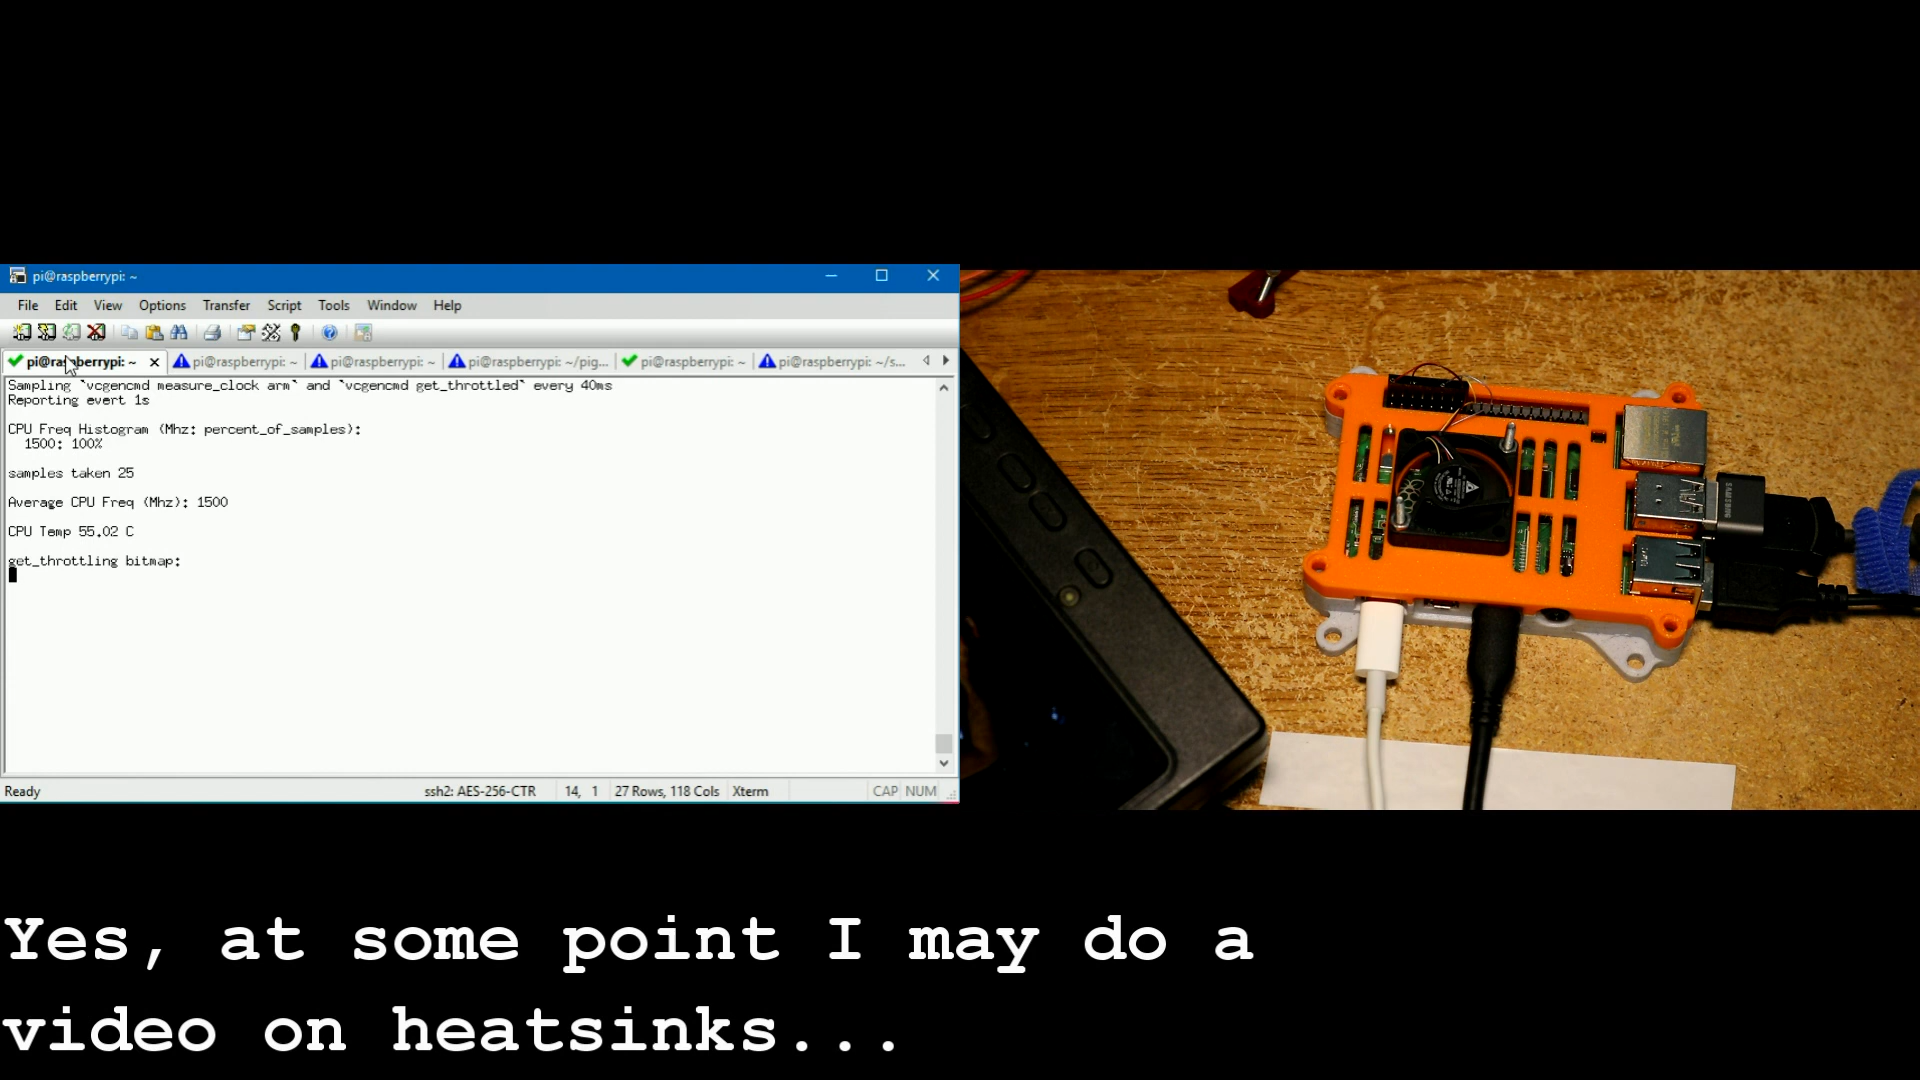 pi@raspberrypi: ~
File Edit View Options Transfer Script Tools Window Help
pi@raspberrypi: ~ pi@raspberrypi: ~ pi@raspberrypi: ~ pi@raspberrypi: ~/pig... pi@raspberrypi: ~ pi@raspberrypi: ~/s...
Sampling `vcgencmd measure_clock arm` and `vcgencmd get_throttled` every 40ms
Reporting evert 1s
CPU Freq Histogram (Mhz: percent_of_samples):
1500: 100%
samples taken 25
Average CPU Freq (Mhz): 1500
CPU Temp 55.02 C
get_throttling bitmap:
Ready ssh2: AES-256-CTR 14, 1 27 Rows, 118 Cols Xterm CAP NUM
SAMSUNG
Yes, at some point I may do a
video on heatsinks...